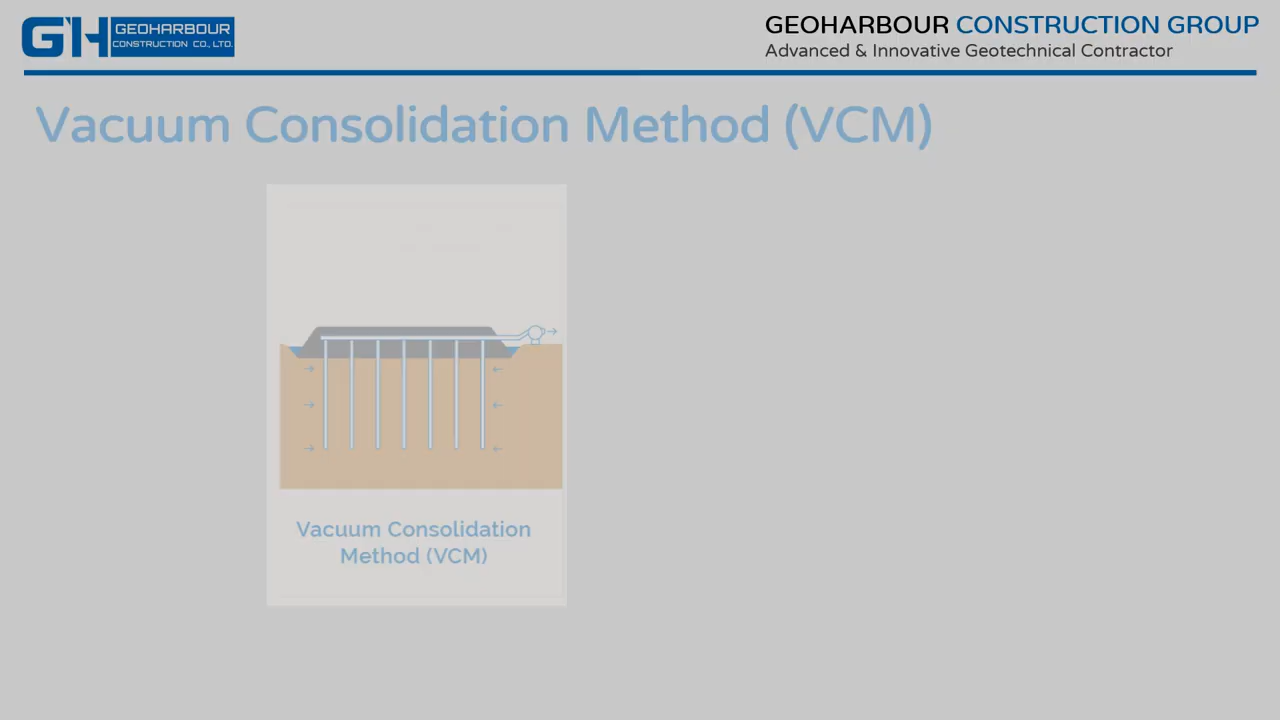 GH GEOHARBOUR
CONSTRUCTION CO., LTD.
GEOHARBOUR CONSTRUCTION GROUP
Advanced & Innovative Geotechnical Contractor
Vacuum Consolidation Method (VCM)
Vacuum Consolidation
Method (VCM)